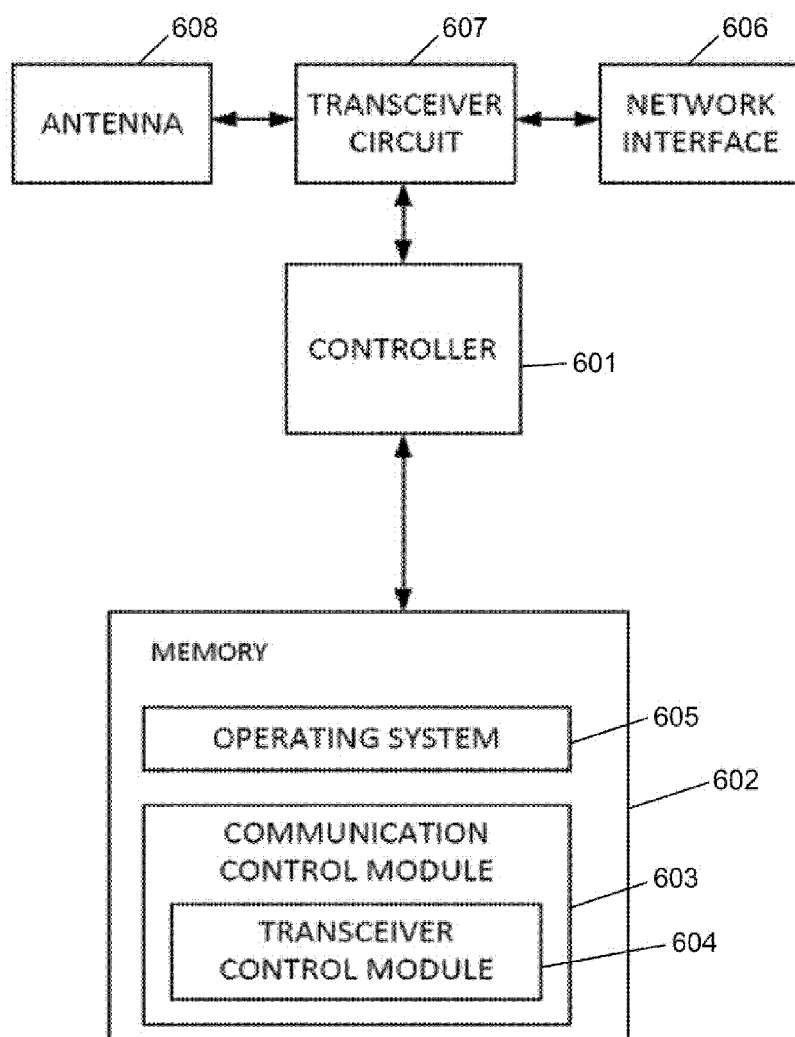 608
607
606
ANTENNA
TRANSCEIVER
CIRCUIT
NETWORK
INTERFACE
CONTROLLER
601
MEMORY
OPERATING SYSTEM
605
602
COMMUNICATION
CONTROL MODULE
603
TRANSCEIVER
CONTROL MODULE
604